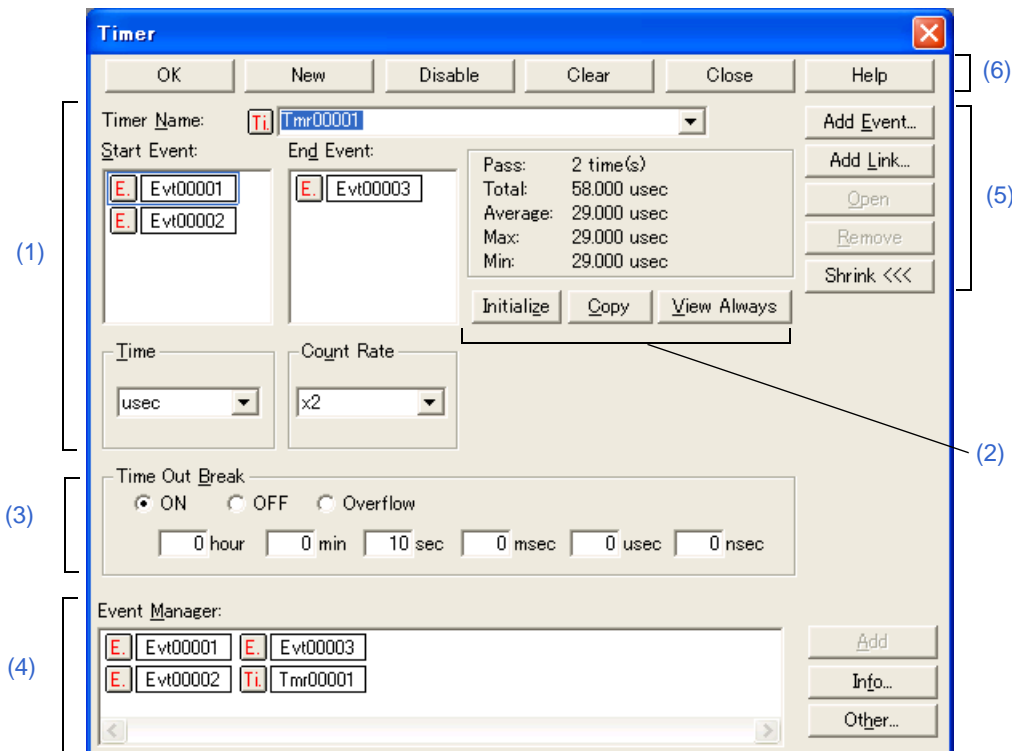 Timer
OK New Disable Clear Close Help (6)
(1) Timer Name: Ti. Tmr00001 Add Event...
Start Event: End Event: Add Link...
E. Evt00001 E. Evt00003 Pass: 2 time(s)
E. Evt00002 Total: 58.000 usec Open (5)
Average: 29.000 usec
Max: 29.000 usec Remove
Min: 29.000 usec Shrink <<<
Initialize Copy View Always
Time Count Rate
usec x2
(2)
(3) Time Out Break
ON OFF Overflow
0 hour 0 min 10 sec 0 msec 0 usec 0 nsec
(4) Event Manager:
E. Evt00001 E. Evt00003 Add
E. Evt00002 Ti. Tmr00001 Info...
Other...